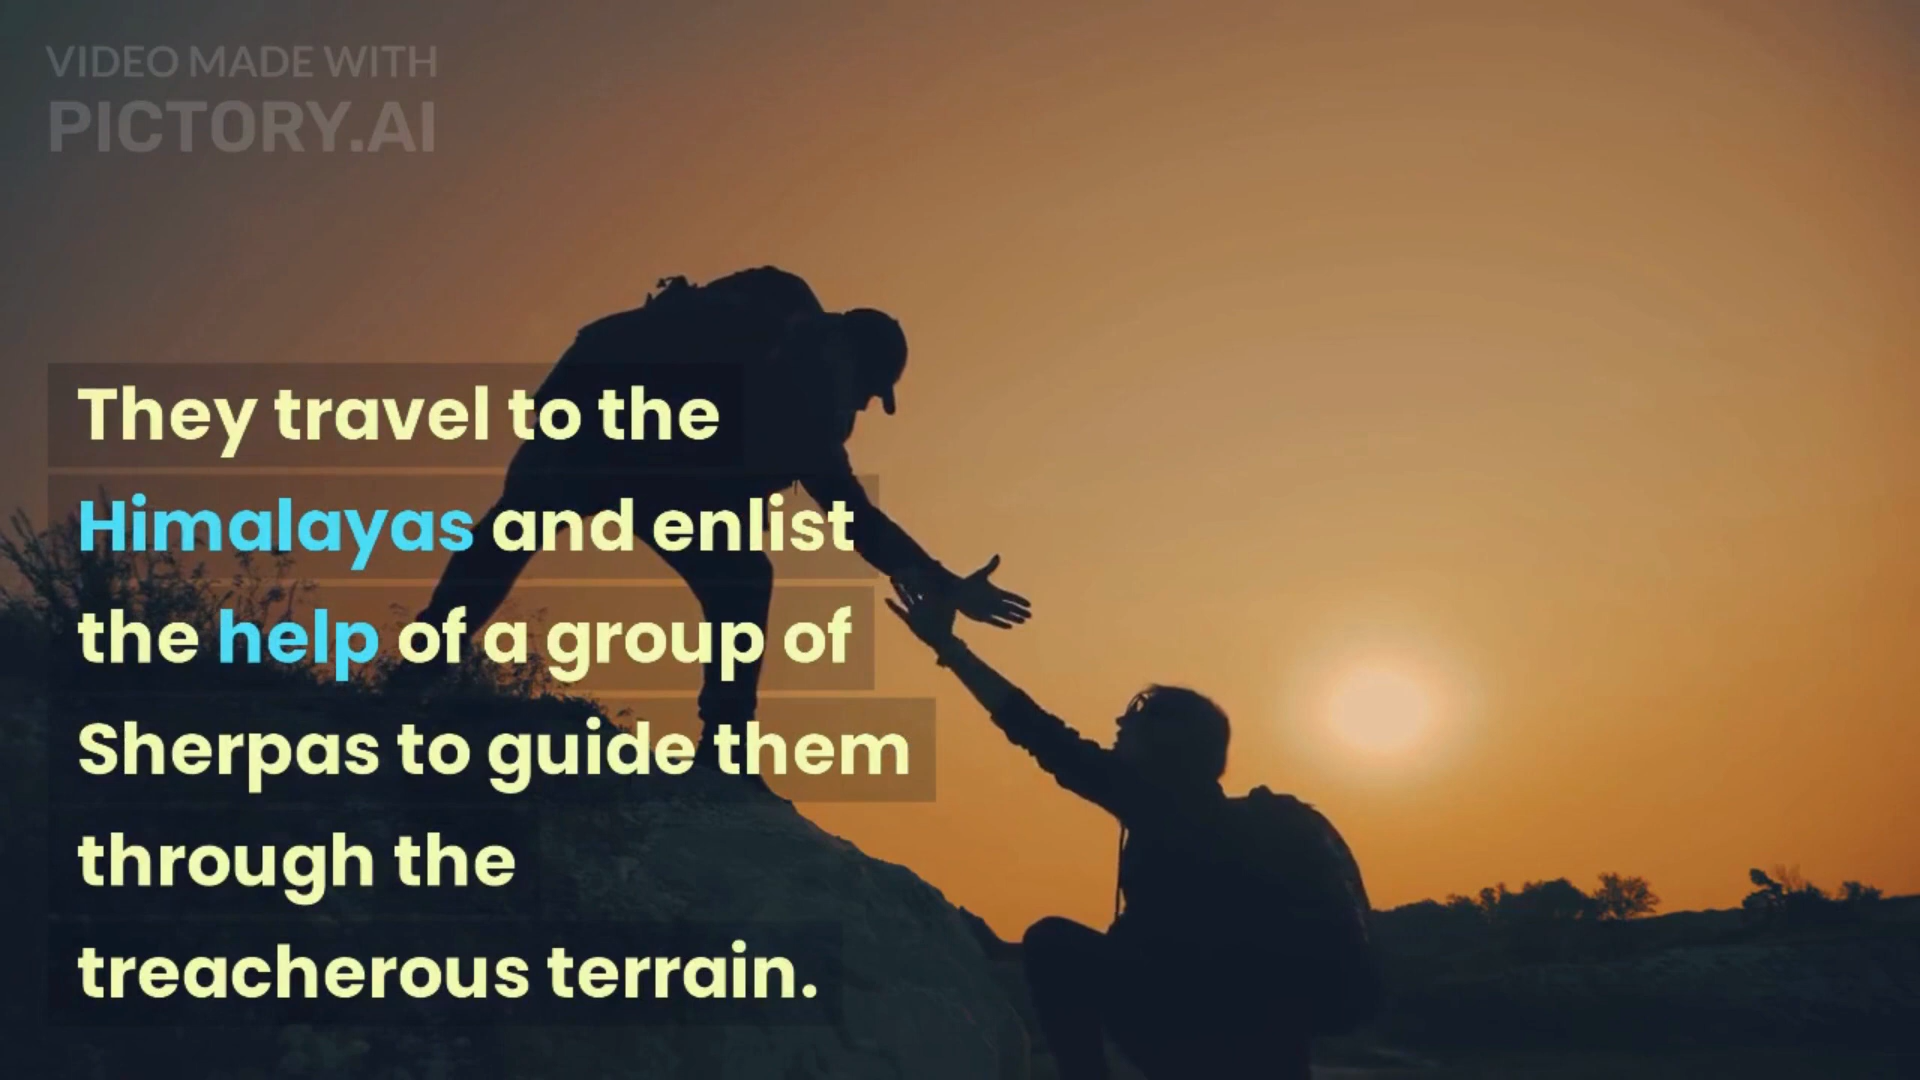 VIDEO MADE WITH
PICTORY.AI
They travel to the
Himalayas and enlist
the help of a group of
Sherpas to guide them
through the
treacherous terrain.